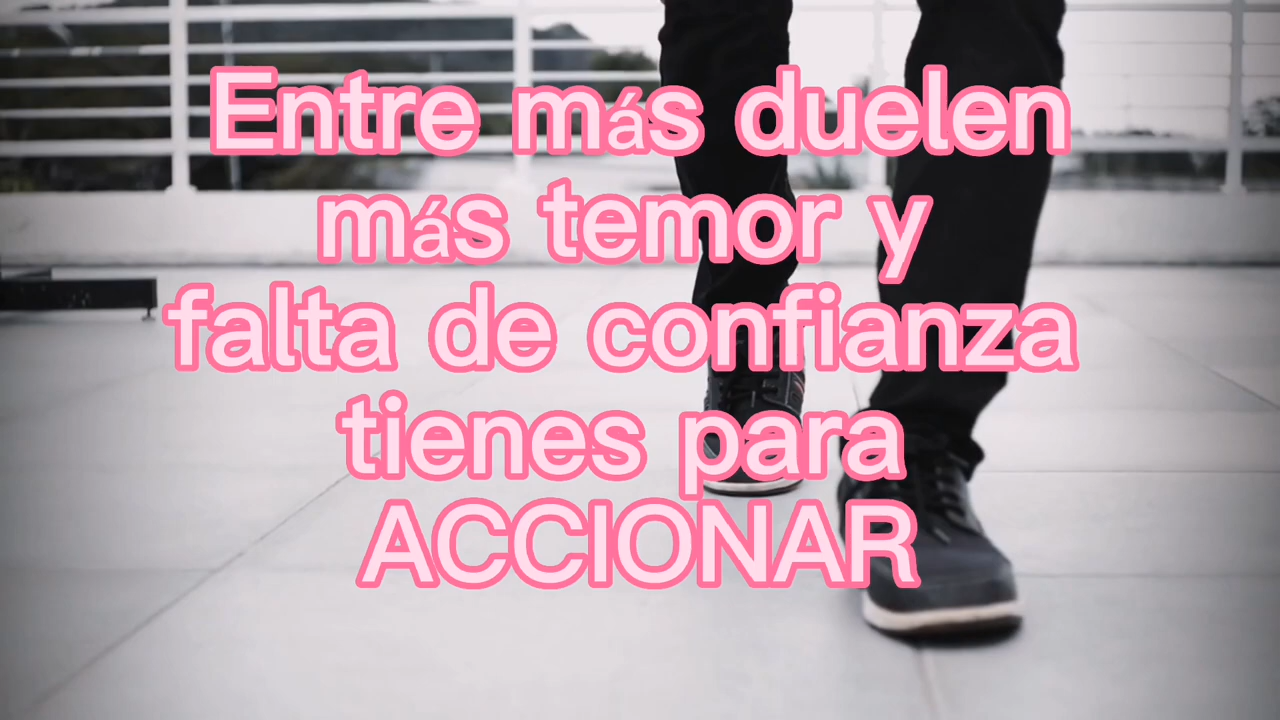 Entre más duelen
más temor y
falta de confianza
tienes para
ACCIONAR